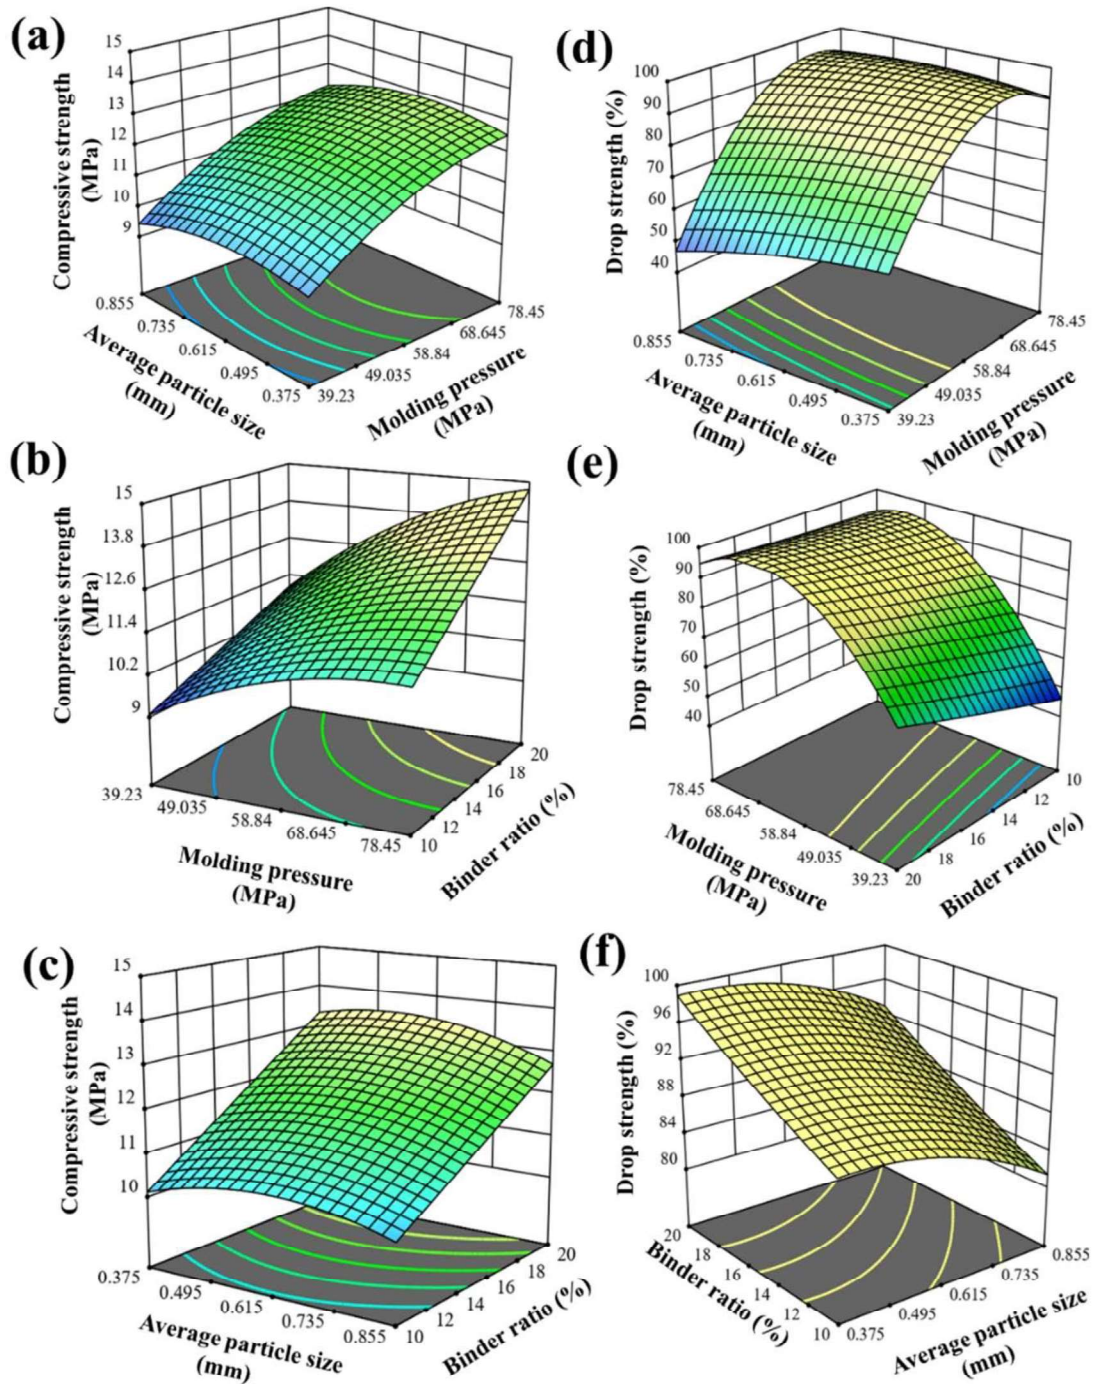 (a)
15
14
13
12
11
10
9
Compressive strength
(MPa)
0.855
0.735
0.615
0.495
0.375
Average particle size
(mm)
39.23
49.035
58.84
68.645
78.45
Molding pressure
(MPa)
(d)
100
90
80
70
60
50
40
Drop strength (%)
0.855
0.735
0.615
0.495
0.375
Average particle size
(mm)
39.23
49.035
58.84
68.645
78.45
Molding pressure
(MPa)
(b)
15
13.8
12.6
11.4
10.2
9
Compressive strength
(MPa)
39.23
49.035
58.84
68.645
78.45
Molding pressure
(MPa)
10
12
14
16
18
20
Binder ratio (%)
(e)
100
90
80
70
60
50
40
Drop strength (%)
78.45
68.645
58.84
49.035
39.23
Molding pressure
(MPa)
20
18
16
14
12
10
Binder ratio (%)
(c)
15
14
13
12
11
10
Compressive strength
(MPa)
0.375
0.495
0.615
0.735
0.855
Average particle size
(mm)
10
12
14
16
18
20
Binder ratio (%)
(f)
100
96
92
88
84
80
Drop strength (%)
20
18
16
14
12
10
Binder ratio (%)
0.375
0.495
0.615
0.735
0.855
Average particle size
(mm)